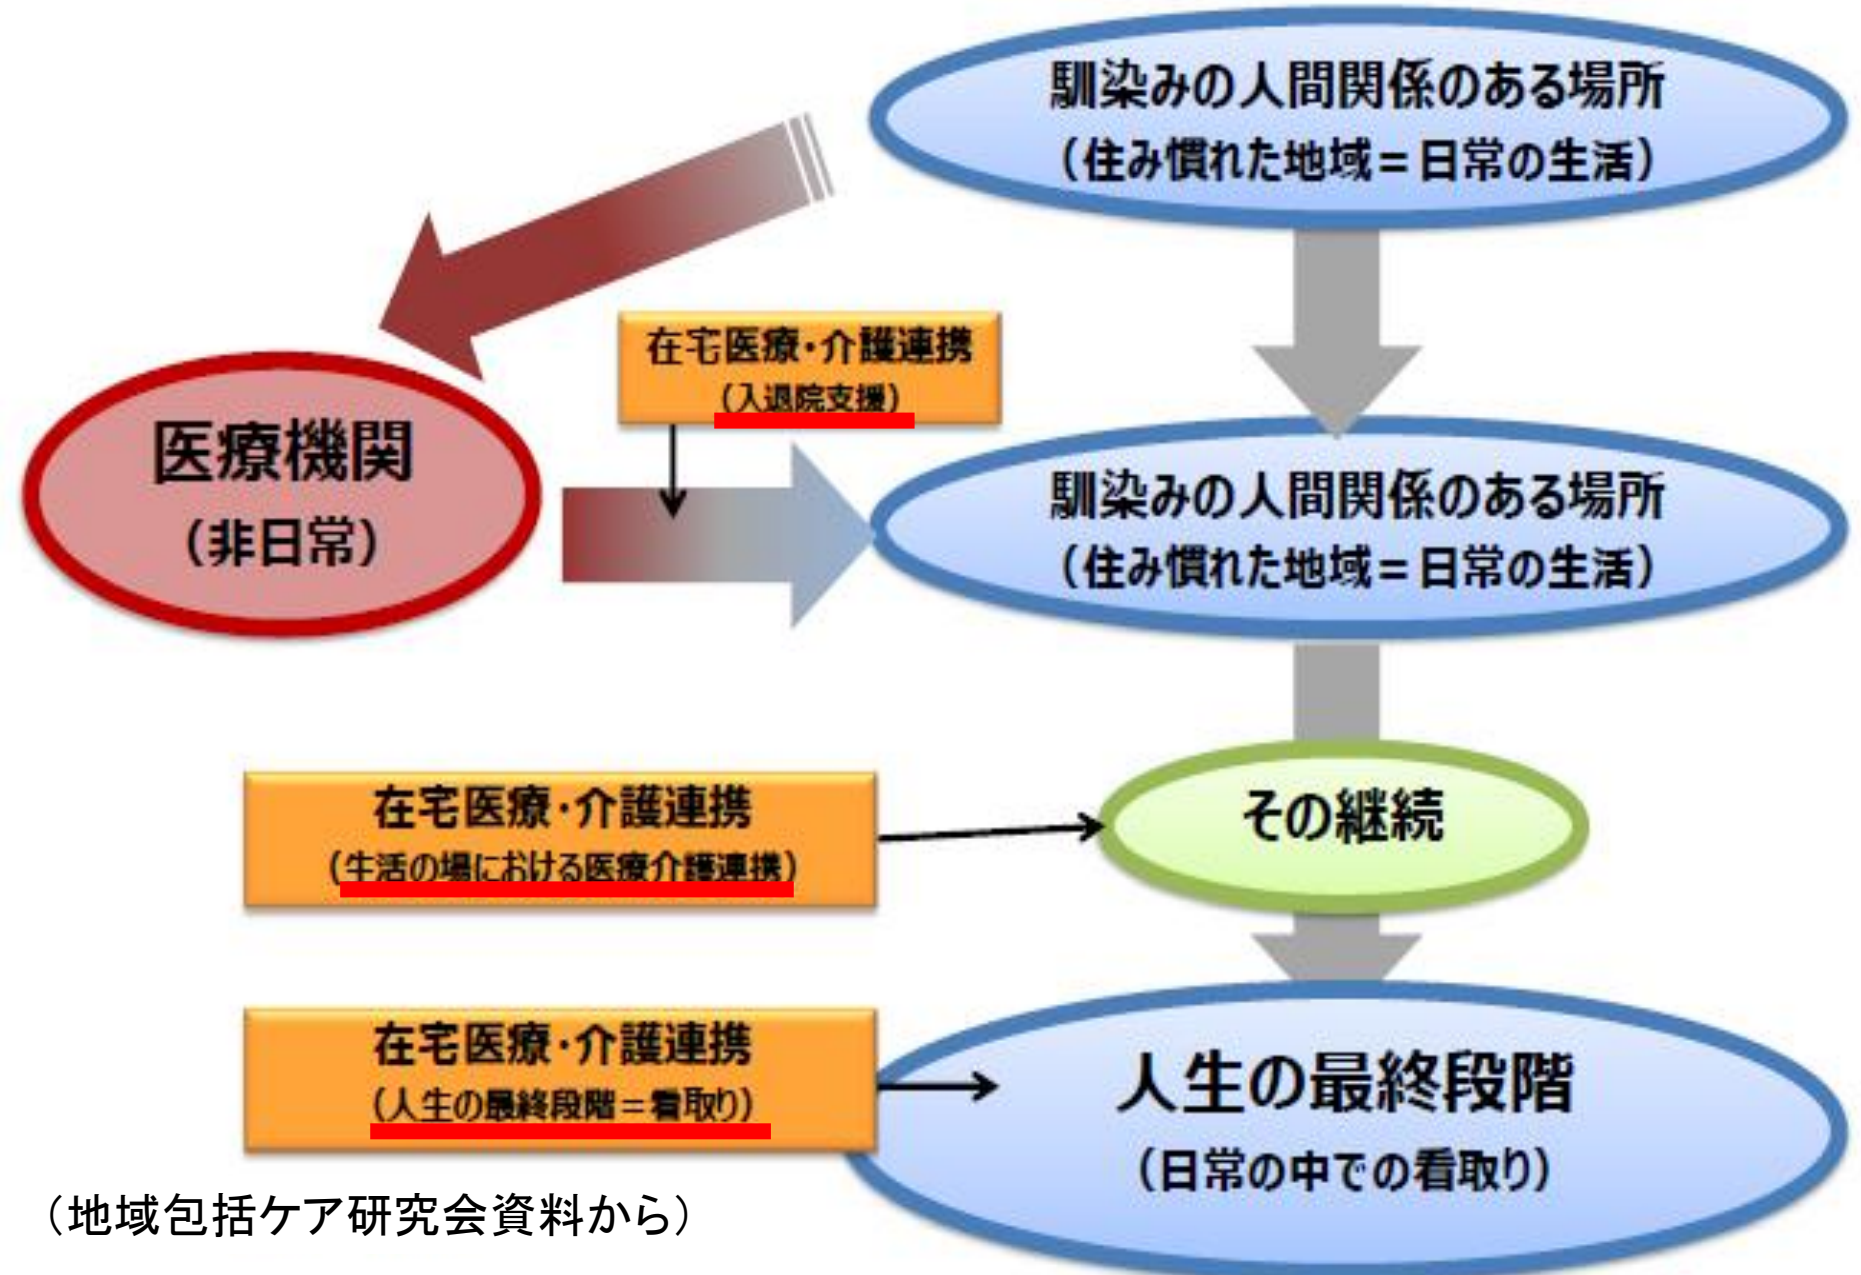 馴染みの人間関係のある場所
（住み慣れた地域＝日常の生活）
在宅医療・介護連携
（入退院支援）
医療機関
（非日常）
馴染みの人間関係のある場所
（住み慣れた地域＝日常の生活）
在宅医療・介護連携
（生活の場における医療介護連携）
その継続
在宅医療・介護連携
（人生の最終段階＝看取り）
人生の最終段階
（日常の中での看取り）
（地域包括ケア研究会資料から）